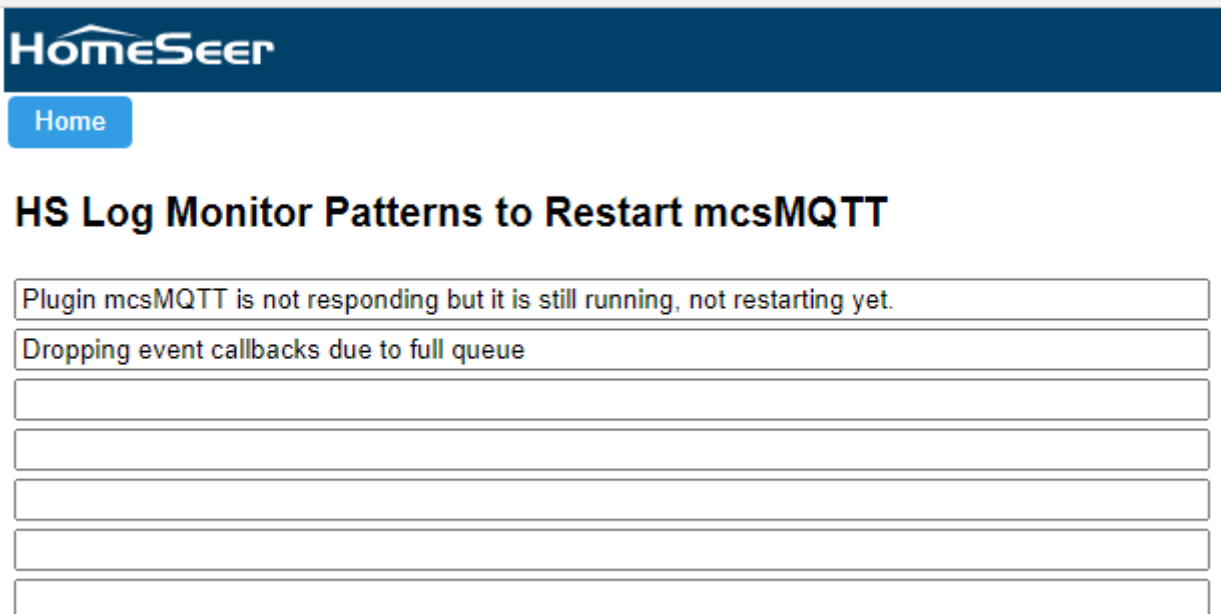 HomeSeer
Home
HS Log Monitor Patterns to Restart mcsMQTT
Plugin mcsMQTT is not responding but it is still running, not restarting yet.
Dropping event callbacks due to full queue